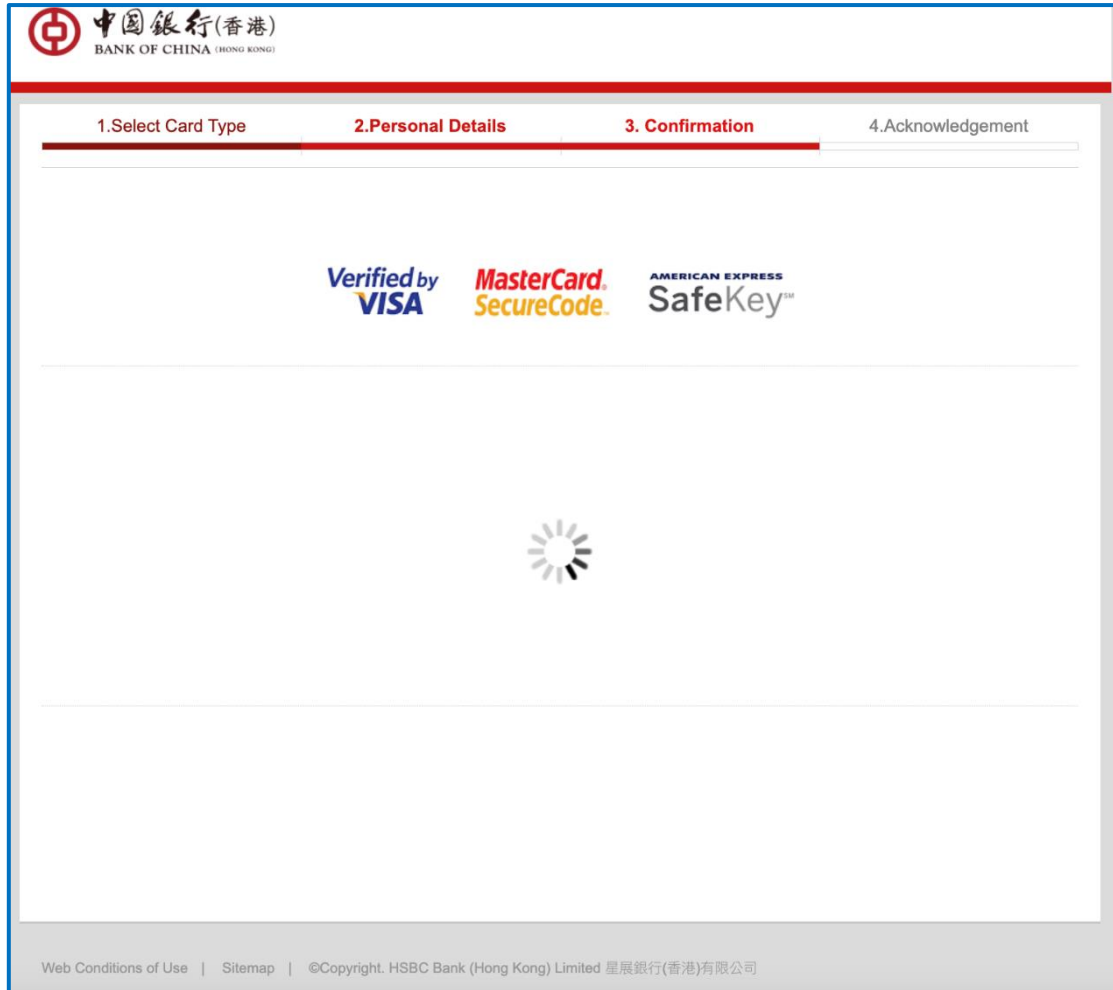 中国銀行(香港)
BANK OF CHINA (HONG KONG)
1.Select Card Type 2.Personal Details 3. Confirmation 4.Acknowledgement
Verified by VISA MasterCard. SecureCode. AMERICAN EXPRESS SafeKey℠
Web Conditions of Use | Sitemap | ©Copyright. HSBC Bank (Hong Kong) Limited 星展銀行(香港)有限公司